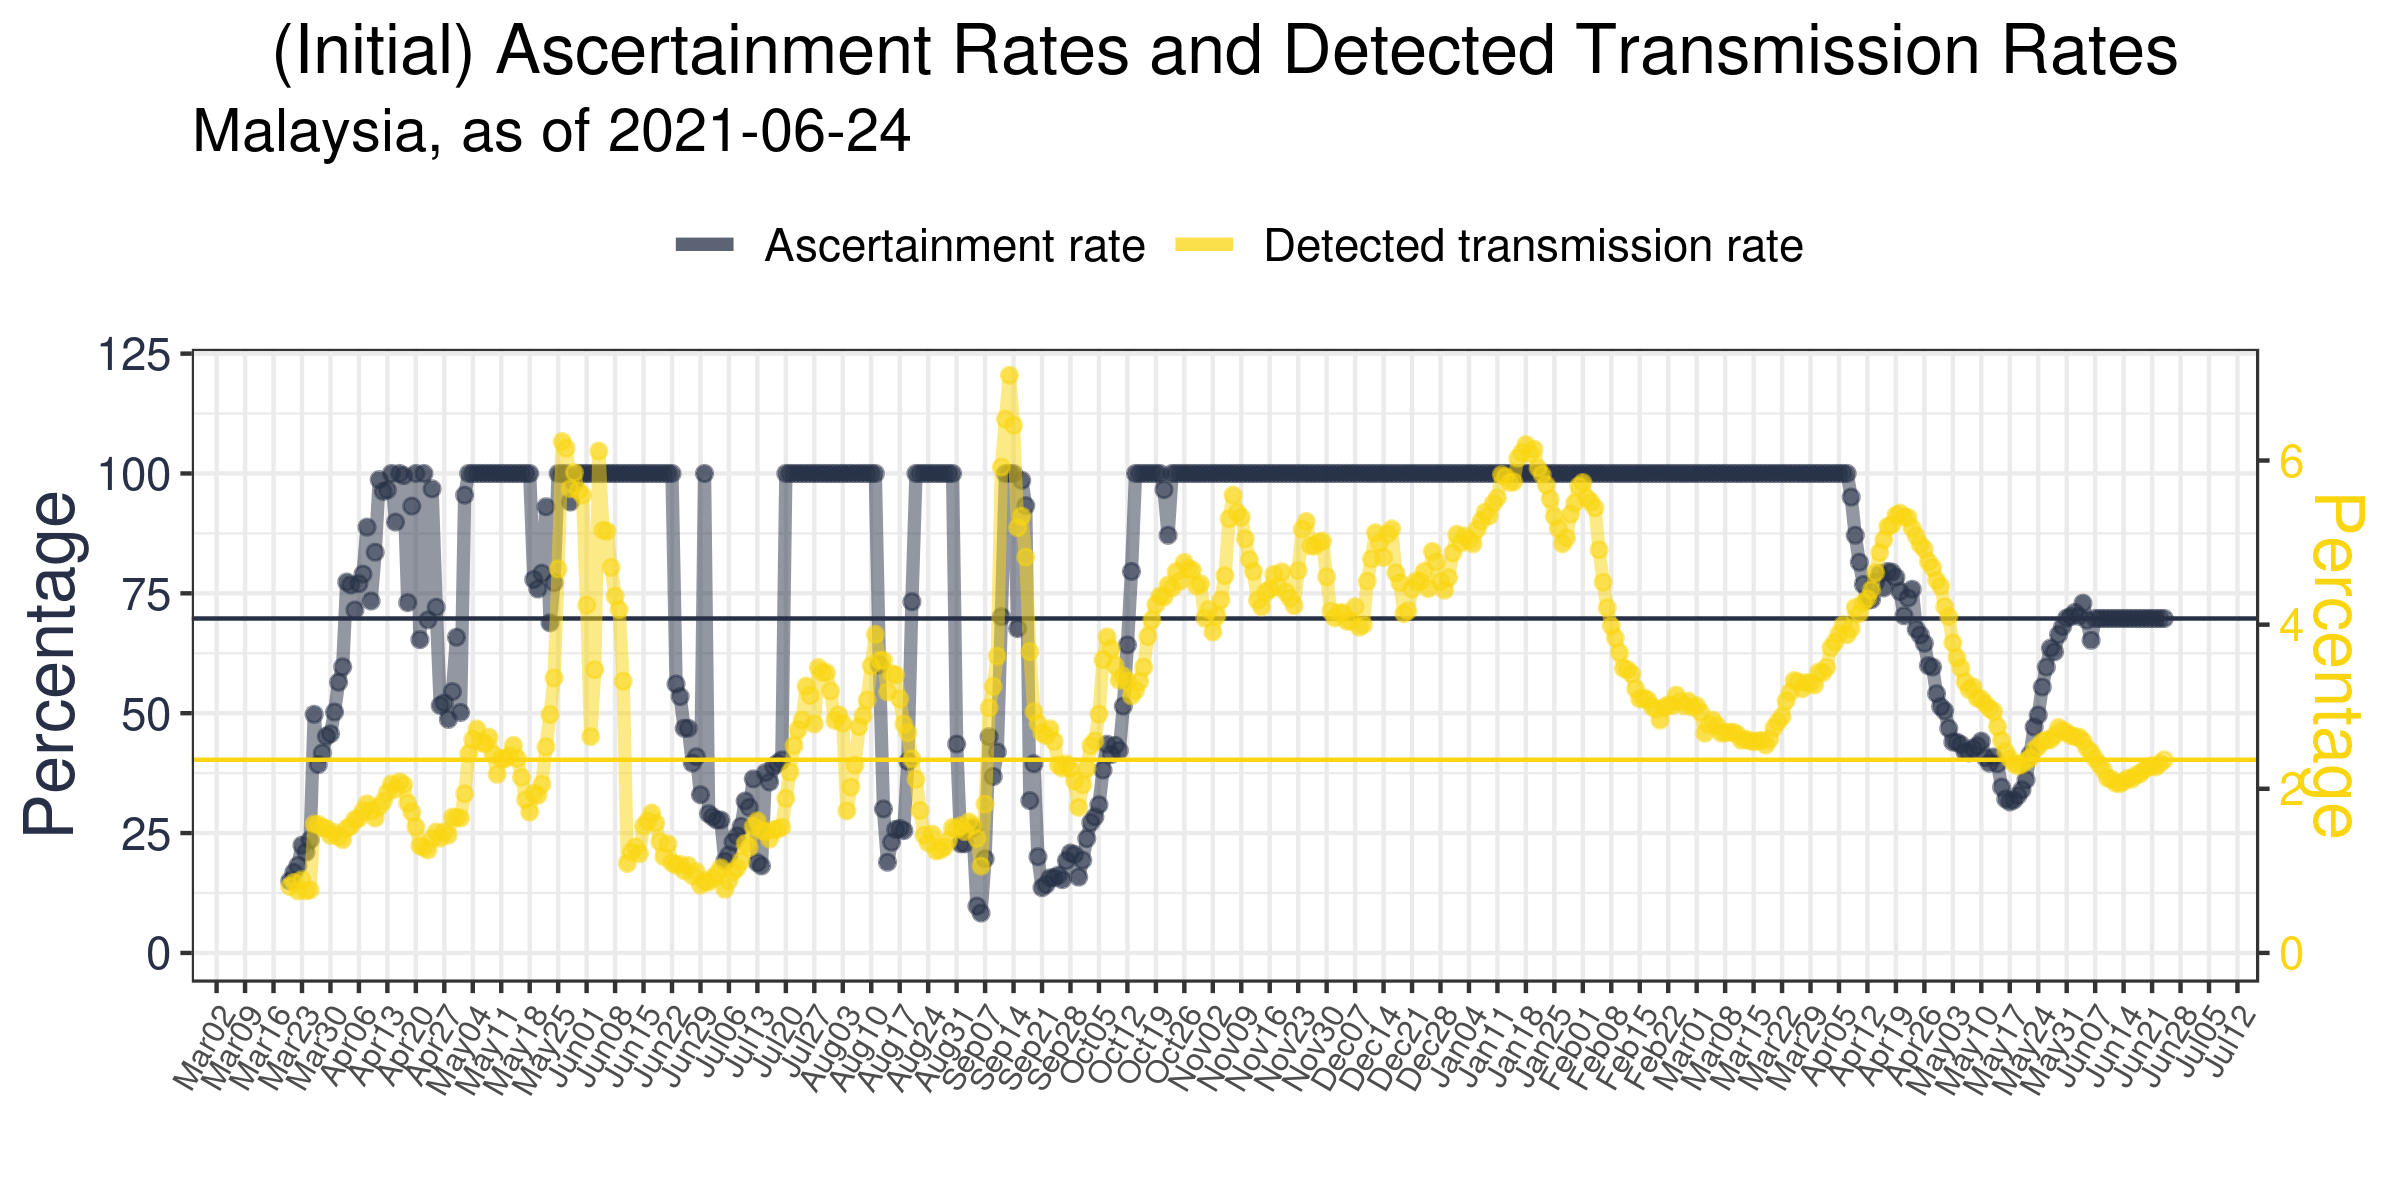 (Initial) Ascertainment Rates and Detected Transmission Rates
Malaysia, as of 2021-06-24
Ascertainment rate
Detected transmission rate
125
100
75
50
25
0
Percentage
6
4
2
0
Percentage
Mar02
Mar09
Mar16
Mar23
Mar30
Apr06
Apr13
Apr20
Apr27
May04
May11
May18
May25
Jun01
Jun08
Jun15
Jun22
Jun29
Jul06
Jul13
Jul20
Jul27
Aug03
Aug10
Aug17
Aug24
Aug31
Sep07
Sep14
Sep21
Sep28
Oct05
Oct12
Oct19
Oct26
Nov02
Nov09
Nov16
Nov23
Nov30
Dec07
Dec14
Dec21
Dec28
Jan04
Jan11
Jan18
Jan25
Feb01
Feb08
Feb15
Feb22
Mar01
Mar08
Mar15
Mar22
Mar29
Apr05
Apr12
Apr19
Apr26
May03
May10
May17
May24
May31
Jun07
Jun14
Jun21
Jun28
Jul05
Jul12